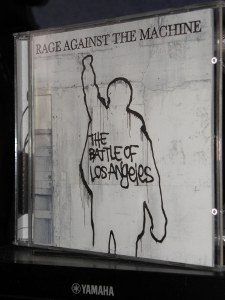 RAGE AGAINST THE MACHINE
THE
BATTLE OF
LOS ANGeLeS
YAMAHA